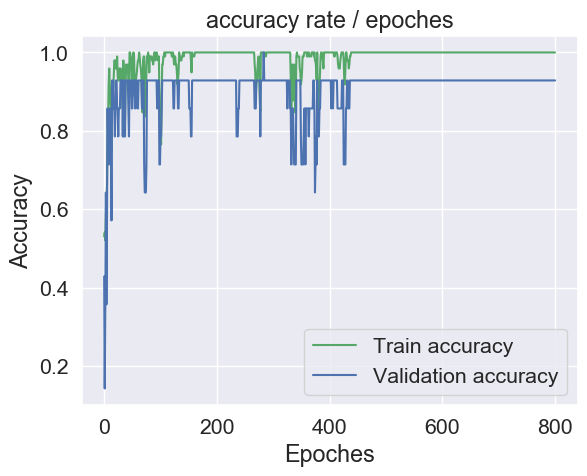 accuracy rate / epoches
1.0
0.8
0.6
0.4
0.2
Accuracy
0 200 400 600 800
Epoches
Train accuracy
Validation accuracy